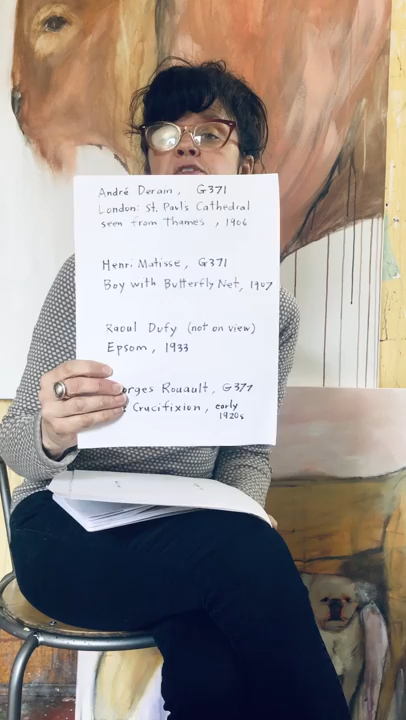 André Derain, G371
London: St. Paul's Cathedral
seen from Thames, 1906
Henri Matisse, G371
Boy with Butterfly Net, 1907
Raoul Dufy (not on view)
Epsom, 1933
orges Rouault, G371
Crucifixion, early
1920s